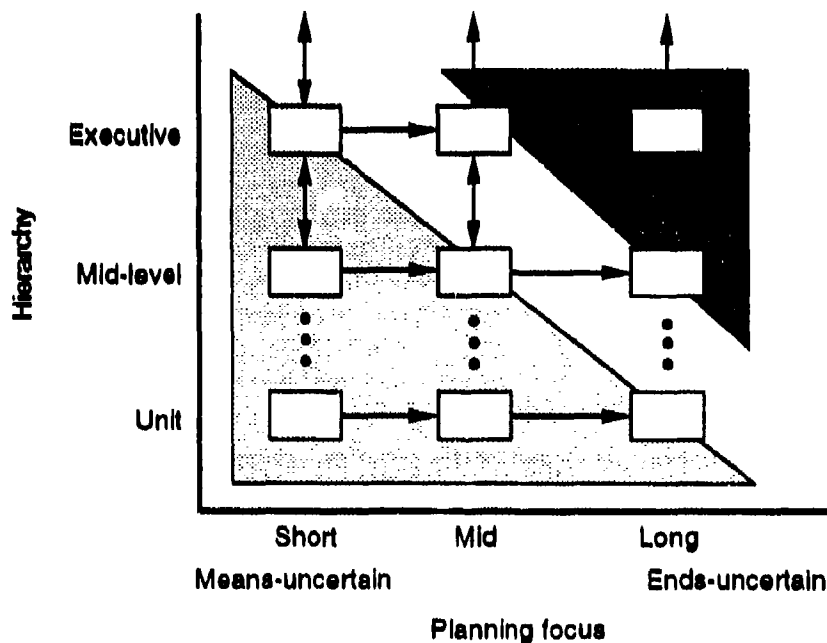 Hierarchy
Executive
Mid-level
Unit
Short Mid Long
Means-uncertain Ends-uncertain
Planning focus